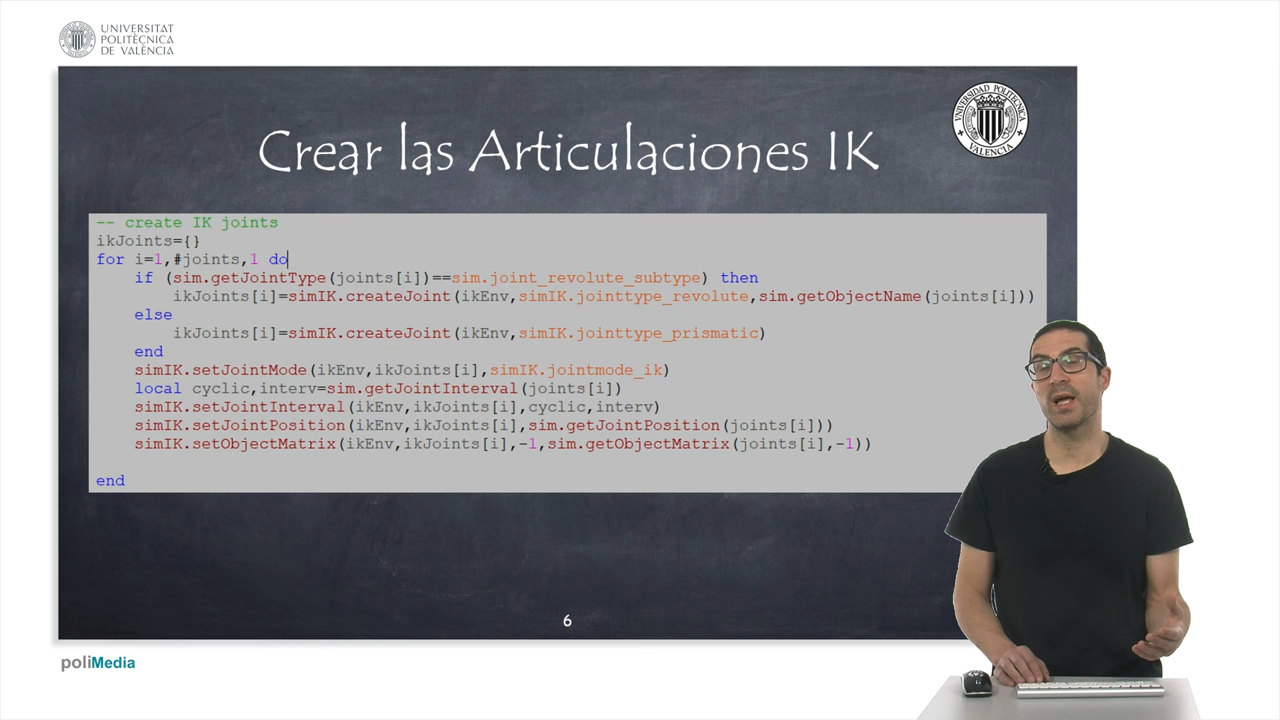 UNIVERSITAT
POLITÈCNICA
DE VALÈNCIA
UNIVERSIDAD POLITECNICA
VALENCIA
Crear las Articulaciones IK
-- create IK joints
ikJoints={}
for i=1,#joints,1 do
if (sim.getJointType(joints[i])==sim.joint_revolute_subtype) then
ikJoints[i]=simIK.createJoint(ikEnv,simIK.jointtype_revolute,sim.getObjectName(joints[i]))
else
ikJoints[i]=simIK.createJoint(ikEnv,simIK.jointtype_prismatic)
end
simIK.setJointMode(ikEnv,ikJoints[i],simIK.jointmode_ik)
local cyclic,interv=sim.getJointInterval(joints[i])
simIK.setJointInterval(ikEnv,ikJoints[i],cyclic,interv)
simIK.setJointPosition(ikEnv,ikJoints[i],sim.getJointPosition(joints[i]))
simIK.setObjectMatrix(ikEnv,ikJoints[i],-1,sim.getObjectMatrix(joints[i],-1))
end
6
poliMedia